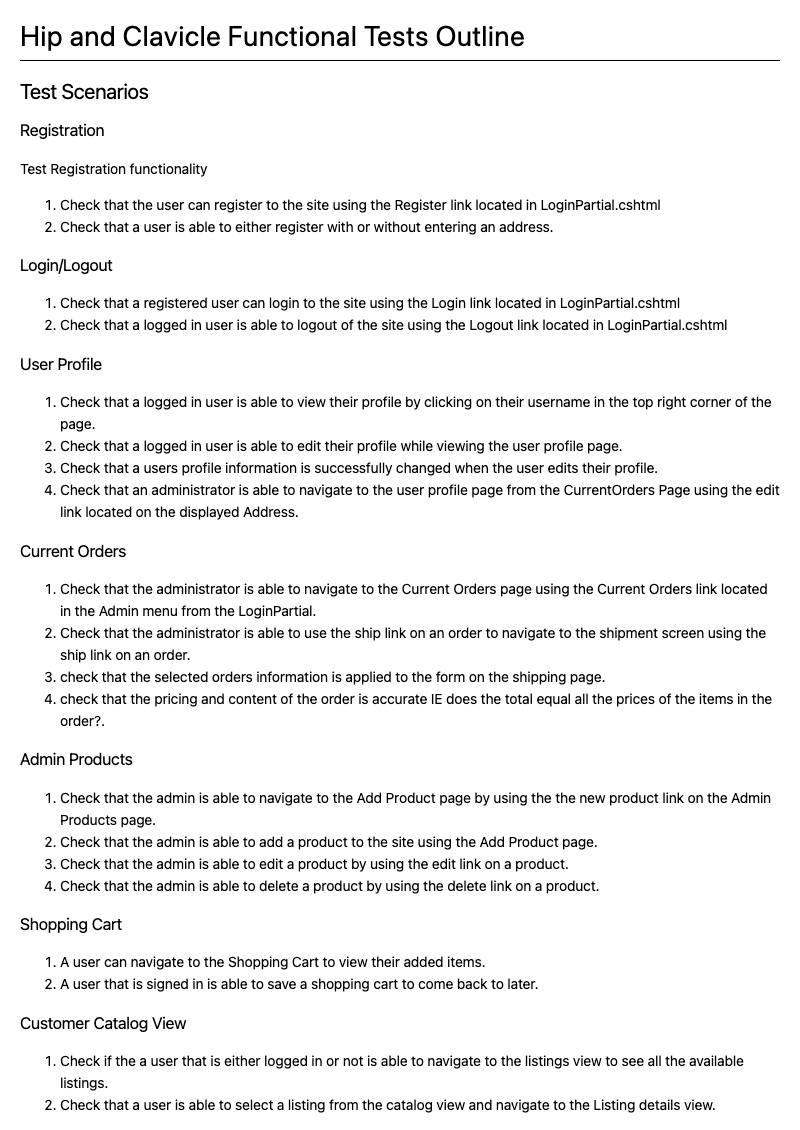 Hip and Clavicle Functional Tests Outline
Test Scenarios
Registration
Test Registration functionality
1. Check that the user can register to the site using the Register link located in LoginPartial.cshtml
2. Check that a user is able to either register with or without entering an address.
Login/Logout
1. Check that a registered user can login to the site using the Login link located in LoginPartial.cshtml
2. Check that a logged in user is able to logout of the site using the Logout link located in LoginPartial.cshtml
User Profile
1. Check that a logged in user is able to view their profile by clicking on their username in the top right corner of the
page.
2. Check that a logged in user is able to edit their profile while viewing the user profile page.
3. Check that a users profile information is successfully changed when the user edits their profile.
4. Check that an administrator is able to navigate to the user profile page from the CurrentOrders Page using the edit
link located on the displayed Address.
Current Orders
1. Check that the administrator is able to navigate to the Current Orders page using the Current Orders link located
in the Admin menu from the LoginPartial.
2. Check that the administrator is able to use the ship link on an order to navigate to the shipment screen using the
ship link on an order.
3. check that the selected orders information is applied to the form on the shipping page.
4. check that the pricing and content of the order is accurate IE does the total equal all the prices of the items in the
order?.
Admin Products
1. Check that the admin is able to navigate to the Add Product page by using the the new product link on the Admin
Products page.
2. Check that the admin is able to add a product to the site using the Add Product page.
3. Check that the admin is able to edit a product by using the edit link on a product.
4. Check that the admin is able to delete a product by using the delete link on a product.
Shopping Cart
1. A user can navigate to the Shopping Cart to view their added items.
2. A user that is signed in is able to save a shopping cart to come back to later.
Customer Catalog View
1. Check if the a user that is either logged in or not is able to navigate to the listings view to see all the available
listings.
2. Check that a user is able to select a listing from the catalog view and navigate to the Listing details view.